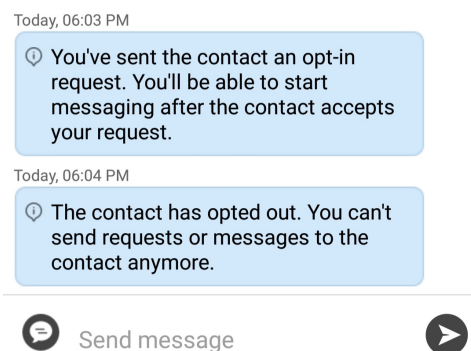 Today, 06:03 PM
You've sent the contact an opt-in
request. You'll be able to start
messaging after the contact accepts
your request.
Today, 06:04 PM
The contact has opted out. You can't
send requests or messages to the
contact anymore.
Send message